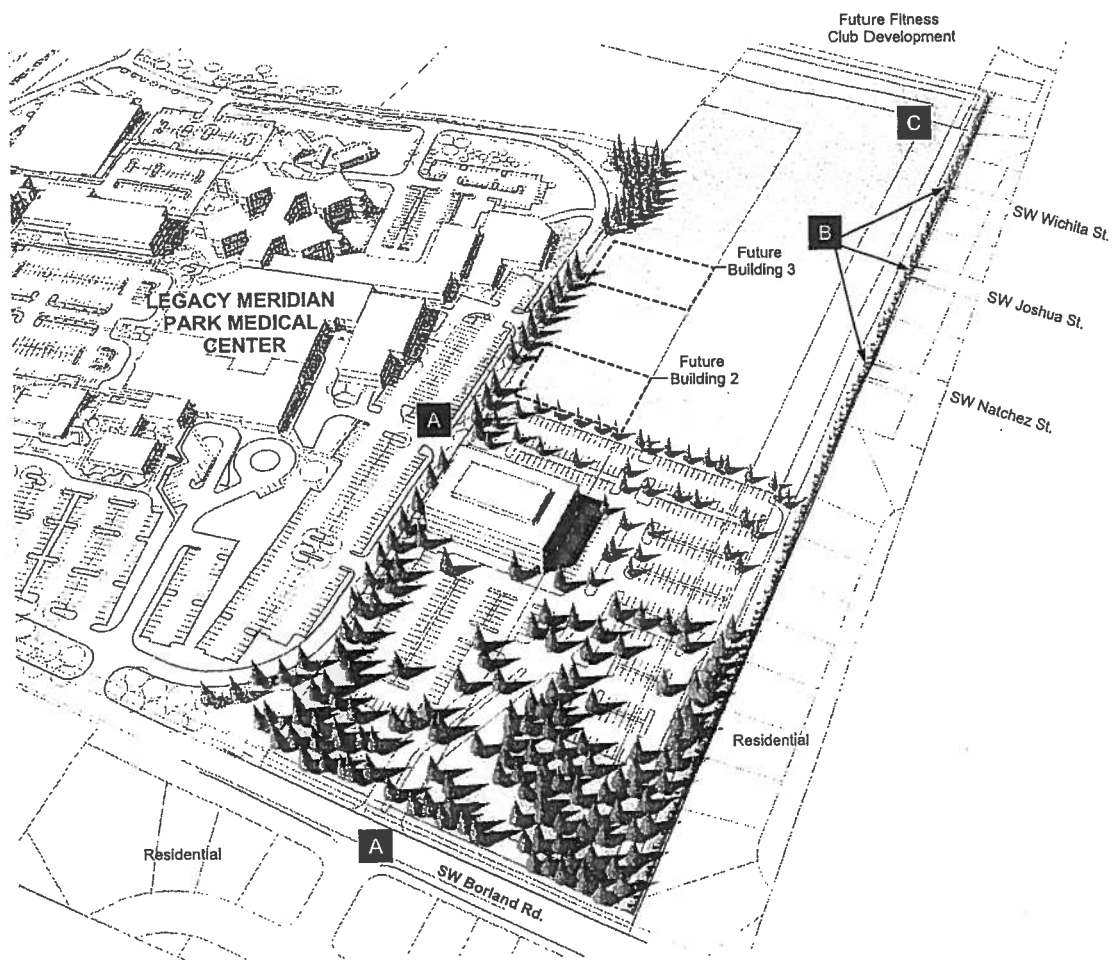 Future Fitness
Club Development
C
SW Wichita St.
B
Future
Building 3
SW Joshua St.
LEGACY MERIDIAN
PARK MEDICAL
CENTER
Future
Building 2
SW Natchez St.
A
Residential
A
Residential
SW Borland Rd.